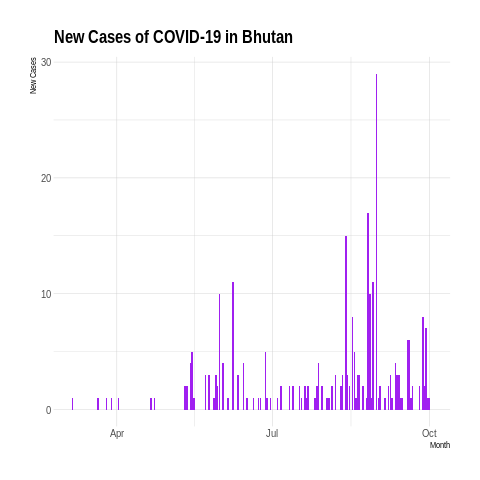 New Cases of COVID-19 in Bhutan
New Cases
30
20
10
0
Apr
Jul
Oct
Month